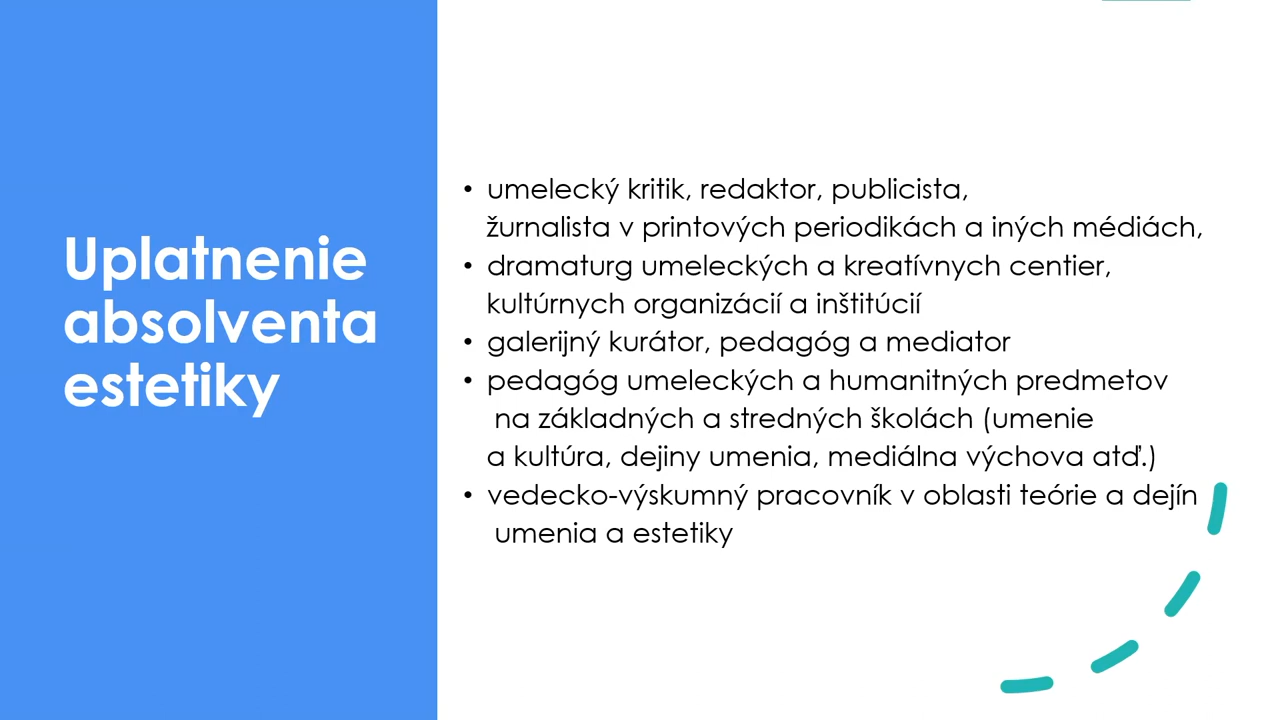 Uplatnenie
absolventa
estetiky
• umelecký kritik, redaktor, publicista,
žurnalista v printových periodikách a iných médiách,
• dramaturg umeleckých a kreatívnych centier,
kultúrnych organizácií a inštitúcií
• galerijný kurátor, pedagóg a mediator
• pedagóg umeleckých a humanitných predmetov
na základných a stredných školách (umenie
a kultúra, dejiny umenia, mediálna výchova atď.)
• vedecko-výskumný pracovník v oblasti teórie a dejín
umenia a estetiky